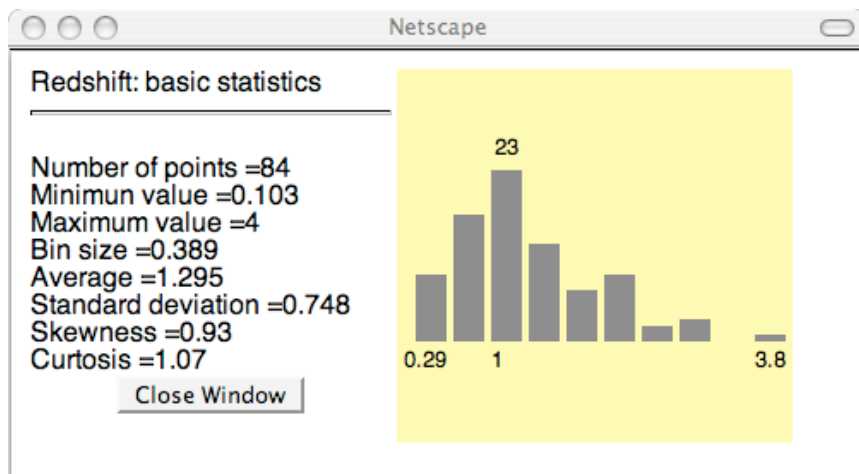 Netscape
Redshift: basic statistics
Number of points =84
Minimun value =0.103
Maximum value =4
Bin size =0.389
Average =1.295
Standard deviation =0.748
Skewness =0.93
Curtosis =1.07
Close Window
23
0.29 1 3.8